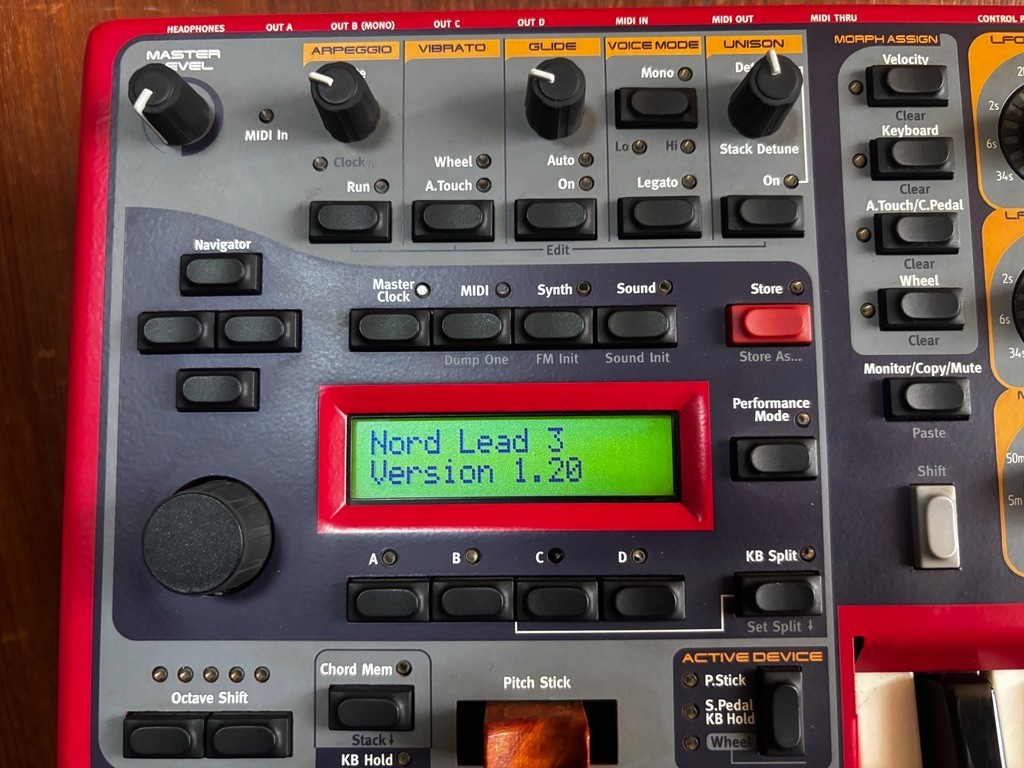 HEADPHONES OUT A OUT B (MONO) OUT C OUT D MIDI IN MIDI OUT MIDI THRU CONTROL
MASTER LEVEL
MIDI In
ARPEGGIO
Clock
Run
VIBRATO
Wheel
A.Touch
GLIDE
Auto
On
VOICE MODE
Mono
Lo Hi
Legato
UNISON
Stack Detune
On
Edit
MORPH ASSIGN
Velocity
Clear
Keyboard
Clear
A.Touch/C.Pedal
Clear
Wheel
Clear
Monitor/Copy/Mute
Paste
Shift
2s
6s
34s
2s
6s
34s
50m
5m
Navigator
Master Clock
MIDI
Dump One
Synth
FM Init
Sound
Sound Init
Store
Store As...
Performance
Mode
Nord Lead 3
Version 1.20
A B C D
KB Split
Set Split
Octave Shift
Chord Mem
Stack
KB Hold
Pitch Stick
ACTIVE DEVICE
P.Stick
S.Pedal
KB Hold
Wheel